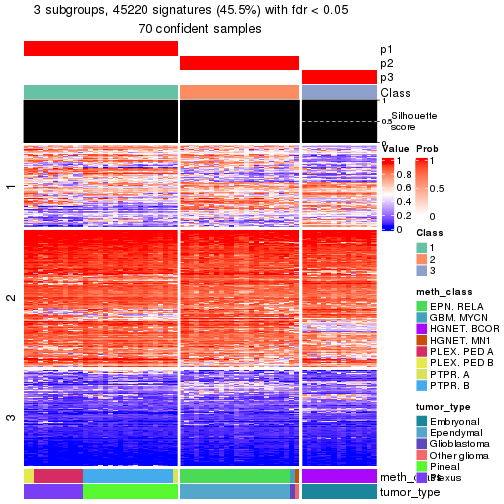 3 subgroups, 45220 signatures (45.5%) with fdr < 0.05
70 confident samples
p1
p2
p3
Class
1
0.5
0
Silhouette
score
1
2
3
Value
1
0.8
0.6
0.4
0.2
0
Prob
1
0.5
0
Class
1
2
3
meth_class
EPN. RELA
GBM. MYCN
HGNET. BCOR
HGNET. MN1
PLEX. PED A
PLEX. PED B
PTPR. A
PTPR. B
tumor_type
Embryonal
Ependymal
Glioblastoma
Other glioma
Pineal
Plexus
tumor_type